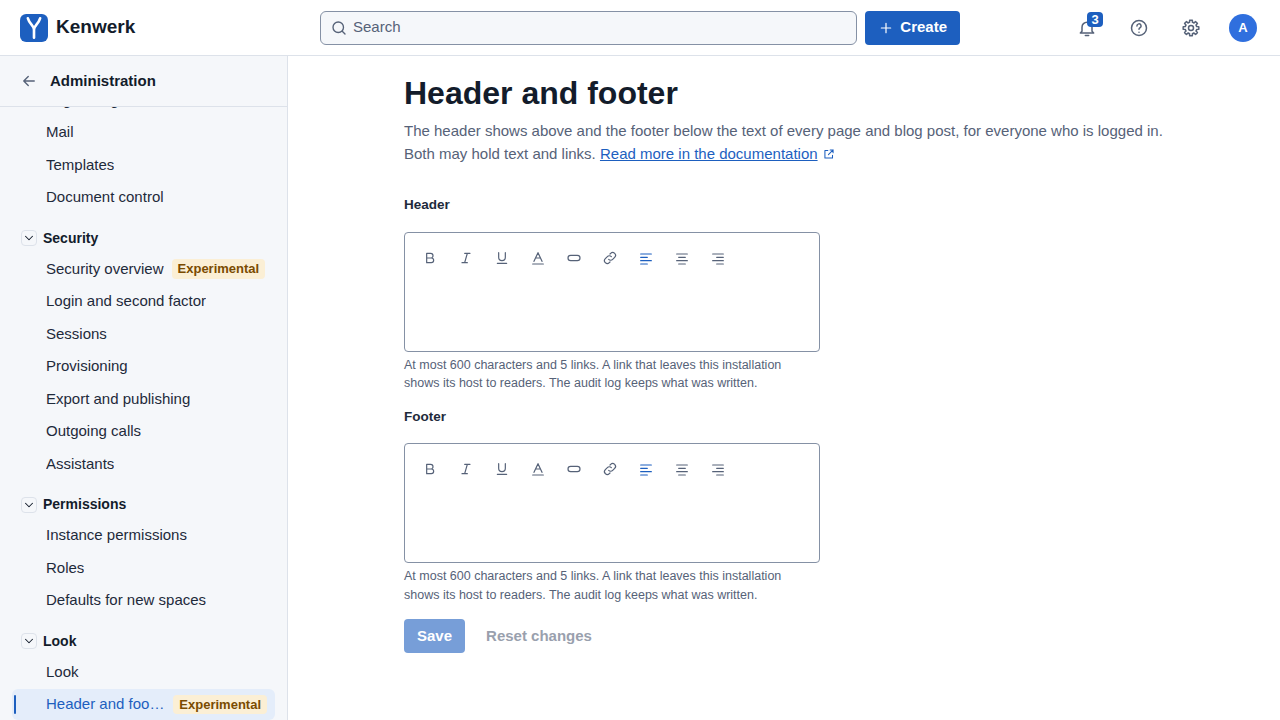 Kenwerk
Search
Create
3
A
Administration
Mail
Templates
Document control
Security
Security overview Experimental
Login and second factor
Sessions
Provisioning
Export and publishing
Outgoing calls
Assistants
Permissions
Instance permissions
Roles
Defaults for new spaces
Look
Look
Header and foo… Experimental
Header and footer
The header shows above and the footer below the text of every page and blog post, for everyone who is logged in.
Both may hold text and links. Read more in the documentation
Header
At most 600 characters and 5 links. A link that leaves this installation
shows its host to readers. The audit log keeps what was written.
Footer
At most 600 characters and 5 links. A link that leaves this installation
shows its host to readers. The audit log keeps what was written.
Save Reset changes